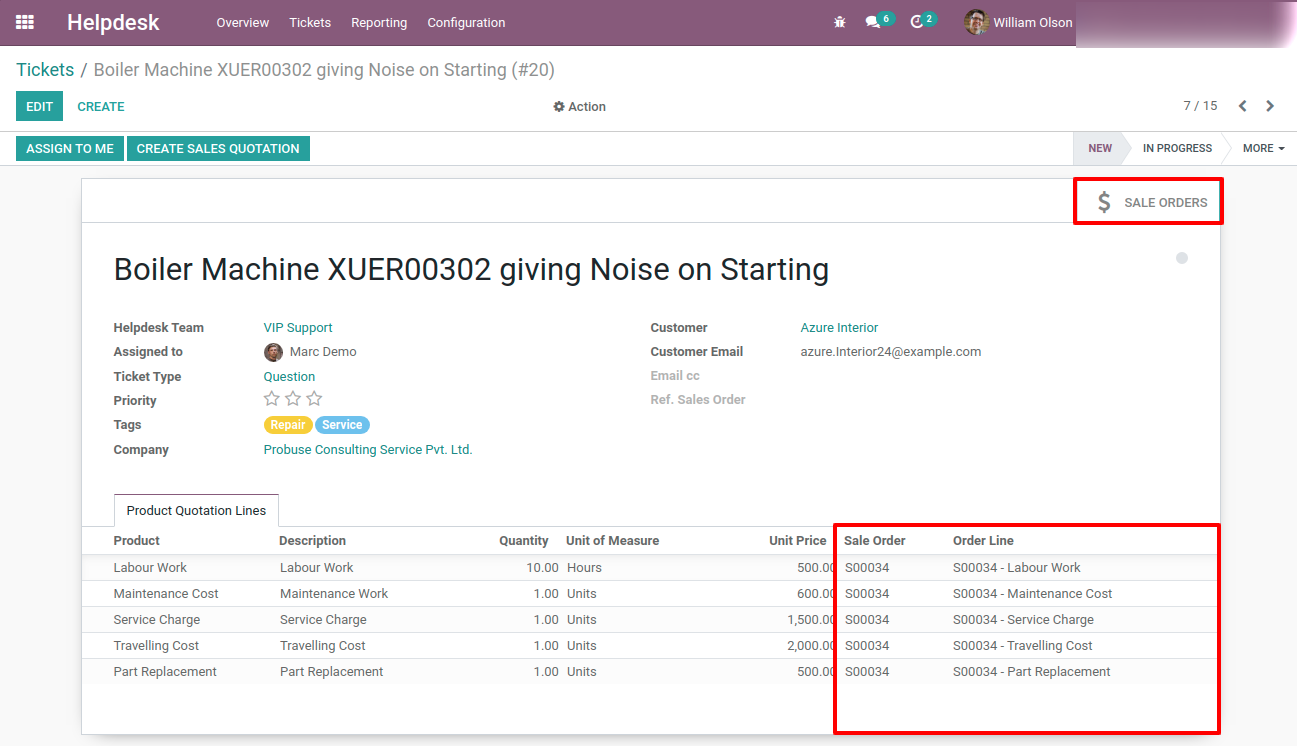 Helpdesk Overview Tickets Reporting Configuration 6 2 William Olson
Tickets / Boiler Machine XUER00302 giving Noise on Starting (#20)
EDIT CREATE Action 7 / 15
ASSIGN TO ME CREATE SALES QUOTATION NEW IN PROGRESS MORE
$ SALE ORDERS
Boiler Machine XUER00302 giving Noise on Starting
Helpdesk Team VIP Support Customer Azure Interior
Assigned to Marc Demo Customer Email azure.Interior24@example.com
Ticket Type Question Email cc
Priority Ref. Sales Order
Tags Repair Service
Company Probuse Consulting Service Pvt. Ltd.
Product Quotation Lines
Product Description Quantity Unit of Measure Unit Price Sale Order Order Line
Labour Work Labour Work 10.00 Hours 500.00 S00034 S00034 - Labour Work
Maintenance Cost Maintenance Work 1.00 Units 600.00 S00034 S00034 - Maintenance Cost
Service Charge Service Charge 1.00 Units 1,500.00 S00034 S00034 - Service Charge
Travelling Cost Travelling Cost 1.00 Units 2,000.00 S00034 S00034 - Travelling Cost
Part Replacement Part Replacement 1.00 Units 500.00 S00034 S00034 - Part Replacement